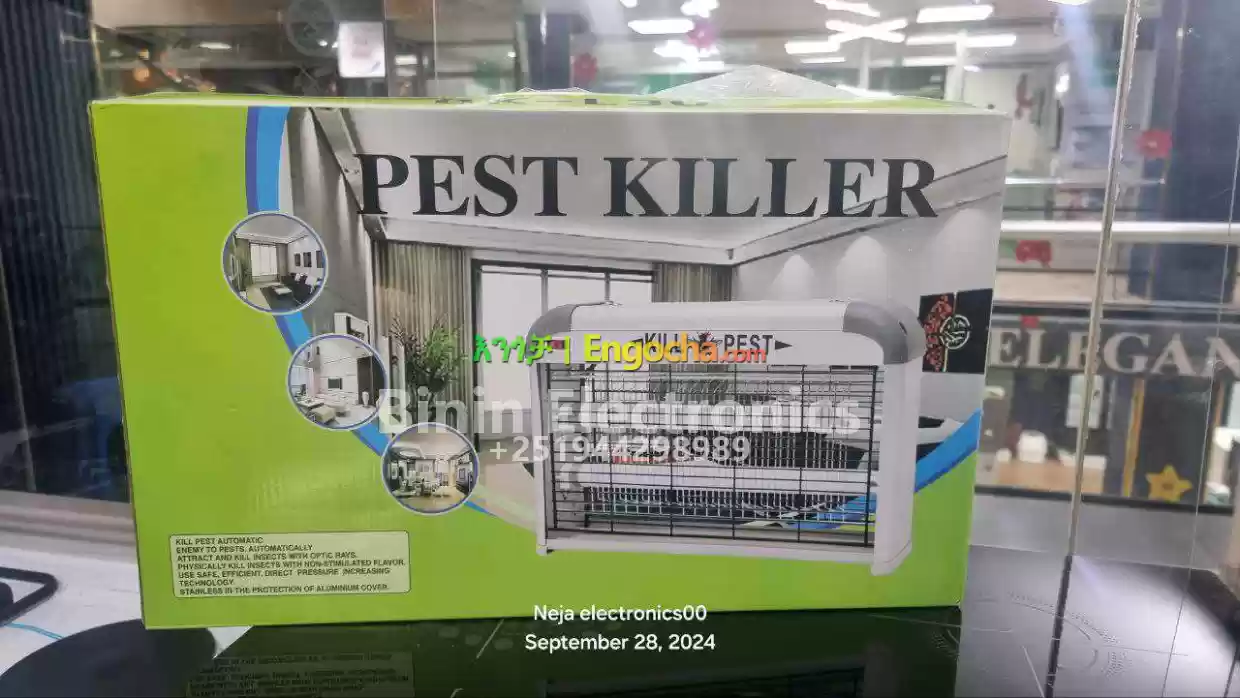 PEST KILLER
◄KILL PEST►
እንጎቻ | Engocha.com
ELEGAN
Binin Electronics
+251944298989
KILL PEST AUTOMATIC
ENEMY TO PESTS. AUTOMATICALLY
ATTRACT AND KILL INSECTS WITH OPTIC RAYS.
PHYSICALLY KILL INSECTS WITH NON-STIMULATED FLAVOR.
USE SAFE, EFFICIENT, DIRECT PRESSURE INCREASING
TECHNOLOGY.
STAINLESS IS THE PROTECTION OF ALUMINIUM COVER.
Neja electronics00
September 28, 2024